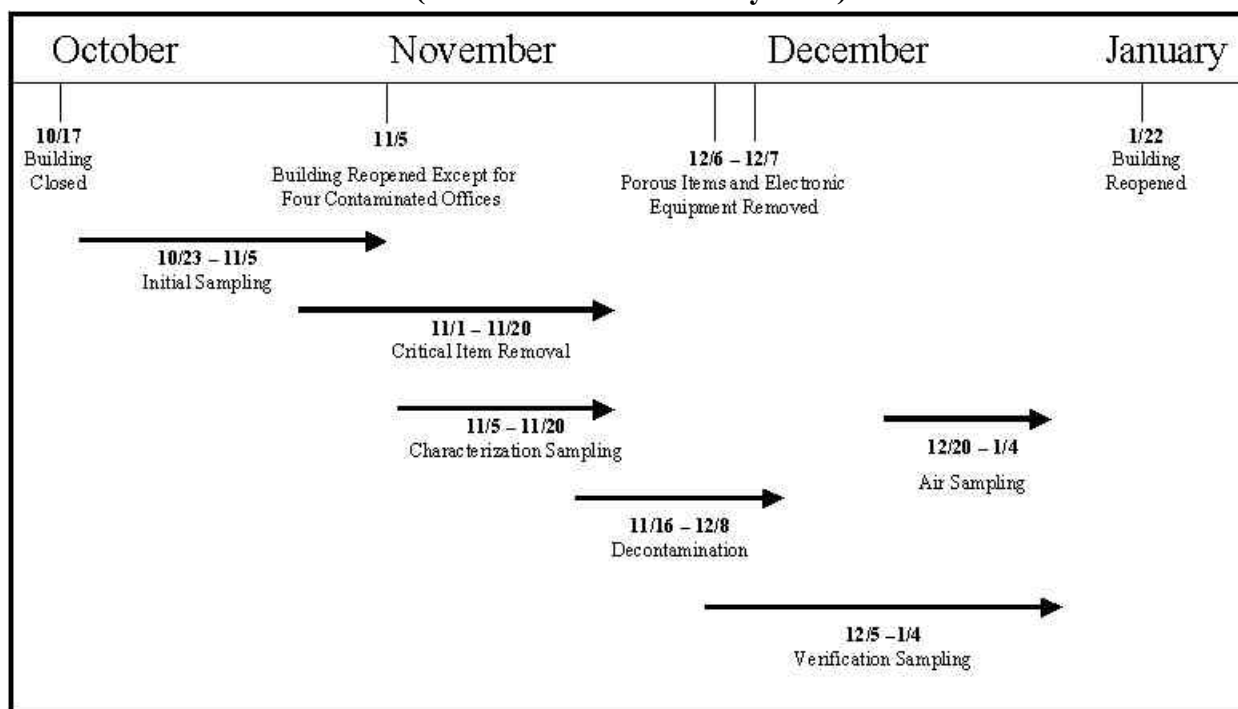 October November December January
10/17
Building
Closed
11/5
Building Reopened Except for
Four Contaminated Offices
12/6 – 12/7
Porous Items and Electronic
Equipment Removed
1/22
Building
Reopened
10/23 – 11/5
Initial Sampling
11/1 – 11/20
Critical Item Removal
11/5 – 11/20
Characterization Sampling
12/20 – 1/4
Air Sampling
11/16 – 12/8
Decontamination
12/5 –1/4
Verification Sampling